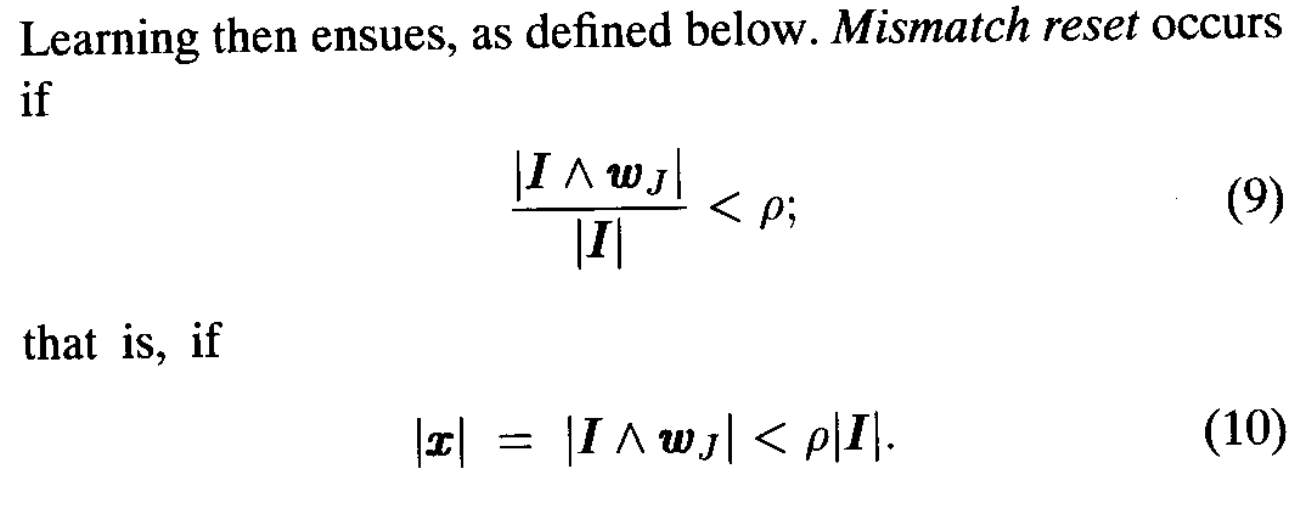 Learning then ensues, as defined below. Mismatch reset occurs
if
|I ∧ w_J| / |I| < ρ; (9)
that is, if
|x| = |I ∧ w_J| < ρ|I|. (10)